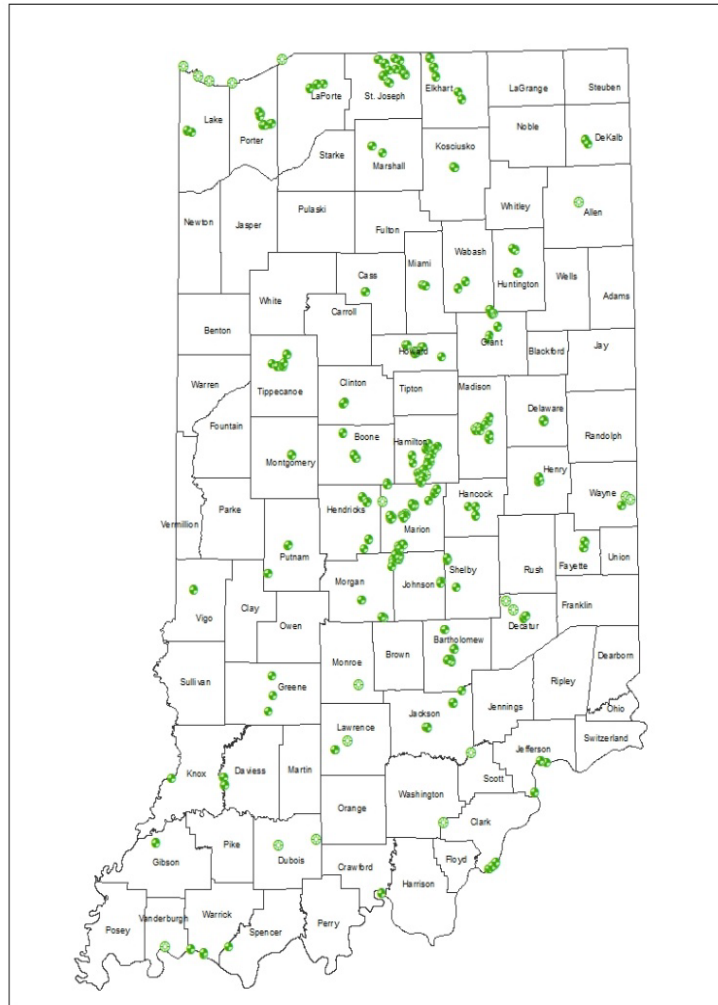 LaPorte
St. Joseph
Elkhart
LaGrange
Steuben
Lake
Porter
Noble
DeKalb
Starke
Marshall
Kosciusko
Whitley
Allen
Newton
Jasper
Pulaski
Fulton
Miami
Wabash
Huntington
Wells
Adams
Cass
White
Carroll
Benton
Howard
Grant
Blackford
Jay
Warren
Tippecanoe
Clinton
Tipton
Madison
Delaware
Fountain
Randolph
Boone
Hamilton
Montgomery
Henry
Wayne
Vermillion
Parke
Hendricks
Marion
Hancock
Putnam
Rush
Fayette
Union
Morgan
Johnson
Shelby
Vigo
Clay
Owen
Franklin
Decatur
Monroe
Brown
Bartholomew
Dearborn
Sullivan
Greene
Ripley
Jennings
Ohio
Jackson
Lawrence
Jefferson
Switzerland
Knox
Daviess
Martin
Scott
Orange
Washington
Clark
Pike
Gibson
Dubois
Floyd
Crawford
Harrison
Posey
Vanderburgh
Warrick
Spencer
Perry